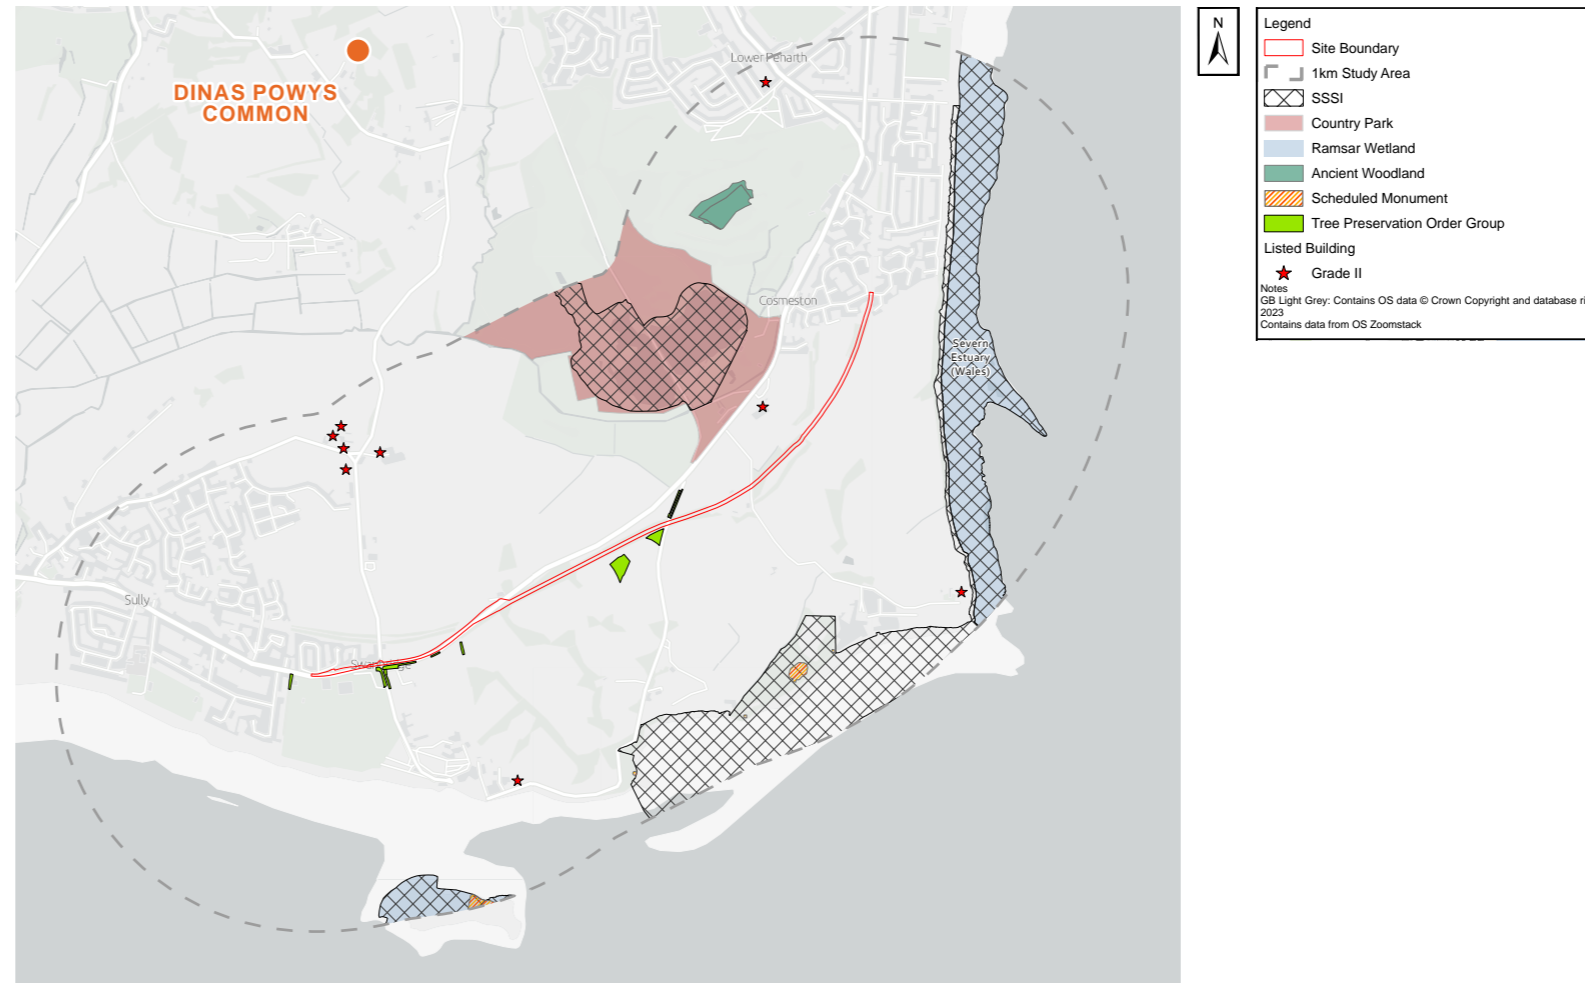 DINAS POWYS
COMMON
Lower Penarth
Cosmeston
Severn
Estuary
(Wales)
Sully
N
Legend
Site Boundary
1km Study Area
SSSI
Country Park
Ramsar Wetland
Ancient Woodland
Scheduled Monument
Tree Preservation Order Group
Listed Building
Grade II
Notes
GB Light Grey: Contains OS data © Crown Copyright and database
2023
Contains data from OS Zoomstack